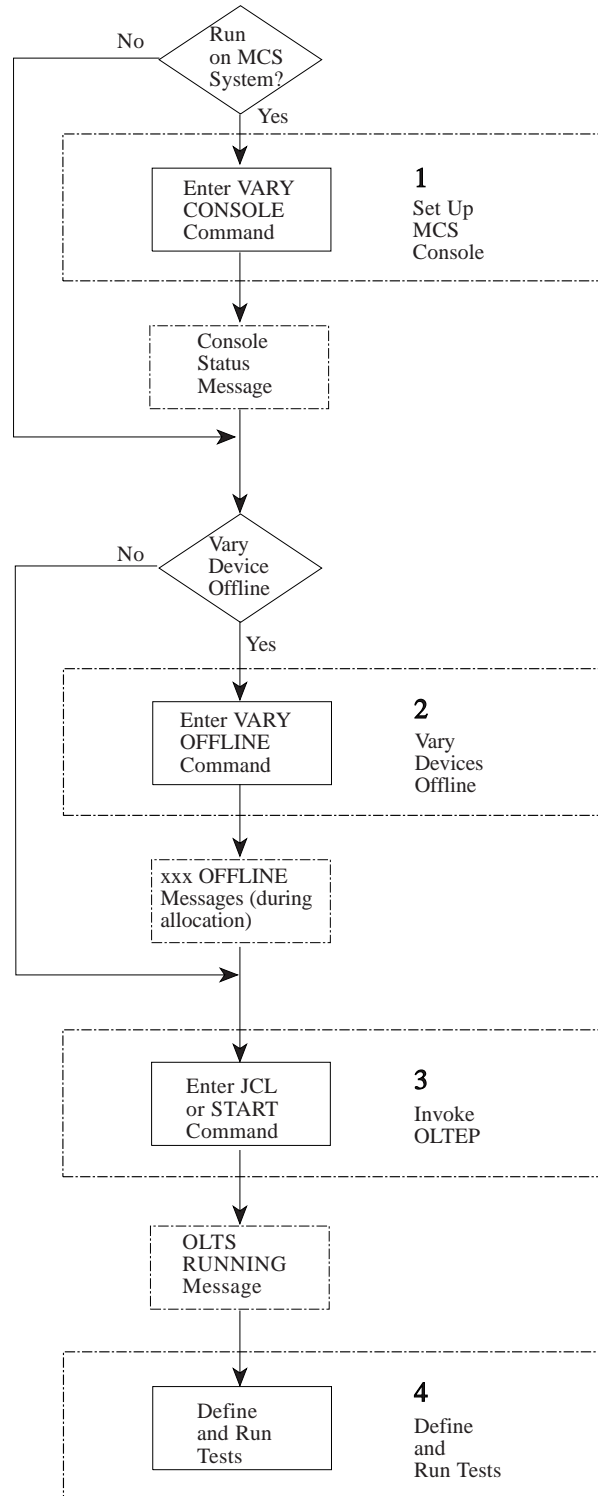 No
Run
on MCS
System?
Yes
Enter VARY
CONSOLE
Command
1
Set Up
MCS
Console
Console
Status
Message
No
Vary
Device
Offline
Yes
Enter VARY
OFFLINE
Command
2
Vary
Devices
Offline
xxx OFFLINE
Messages (during
allocation)
Enter JCL
or START
Command
3
Invoke
OLTEP
OLTS
RUNNING
Message
Define
and Run
Tests
4
Define
and
Run Tests